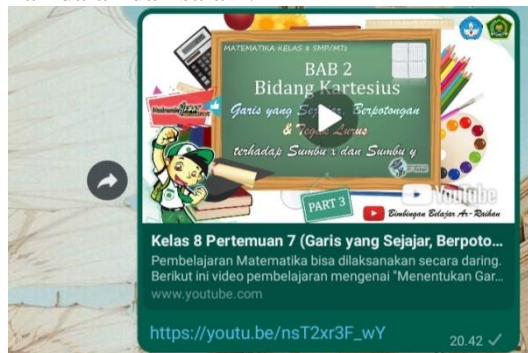 MATEMATIKA KELAS 8 SMP/MTs
BAB 2
Bidang Kartesius
Garis yang Sejajar, Berpotongan
& Tegak Lurus
terhadap Sumbu x dan Sumbu y
PART 3
YouTube
Bimbingan Belajar Ar-Raihan
Kelas 8 Pertemuan 7 (Garis yang Sejajar, Berpoto...
Pembelajaran Matematika bisa dilaksanakan secara daring.
Berikut ini video pembelajaran mengenai "Menentukan Gar...
www.youtube.com
https://youtu.be/nsT2xr3F_wY
20.42